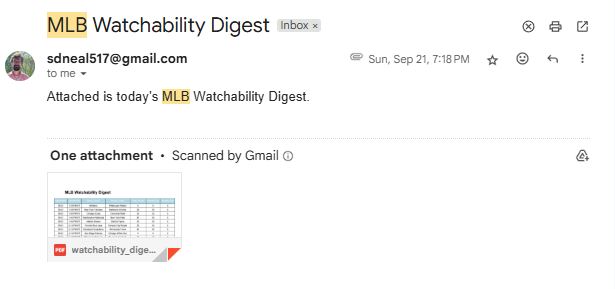 MLB Watchability Digest Inbox ×
sdneal517@gmail.com Sun, Sep 21, 7:18 PM
to me
Attached is today's MLB Watchability Digest.
One attachment • Scanned by Gmail
MLB Watchability Digest
PDF watchability_dige...